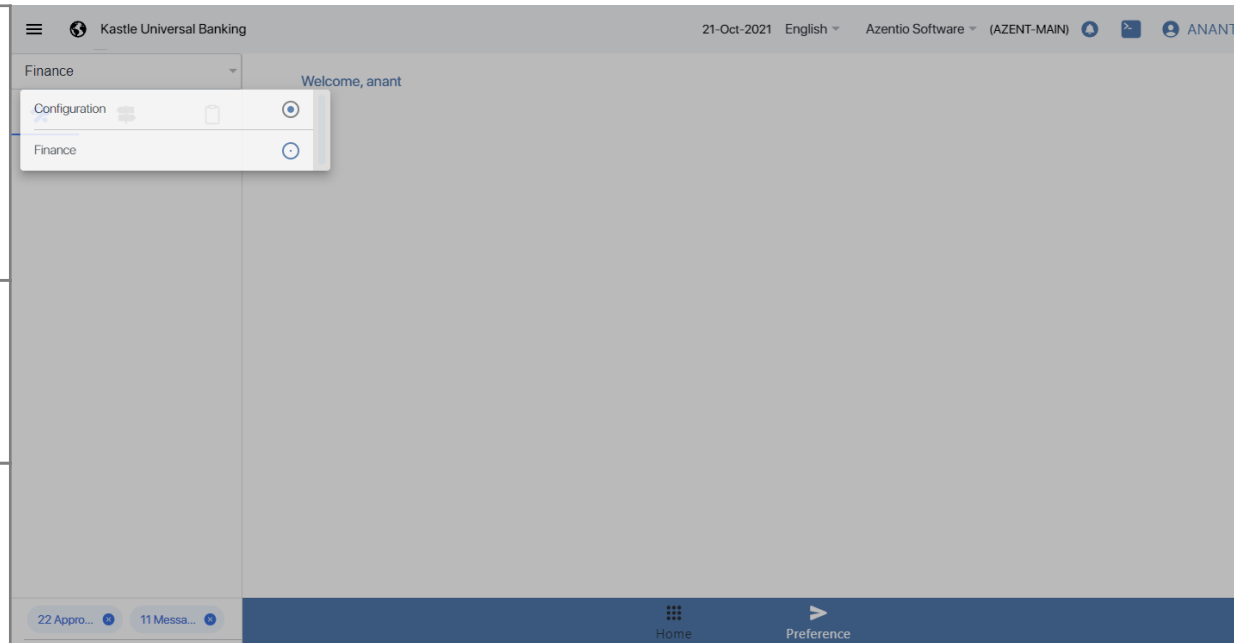 Kastle Universal Banking 21-Oct-2021 English Azentio Software (AZENT-MAIN) ANANT
Finance
Welcome, anant
Configuration
Finance
22 Appro... 11 Messa...
Home Preference